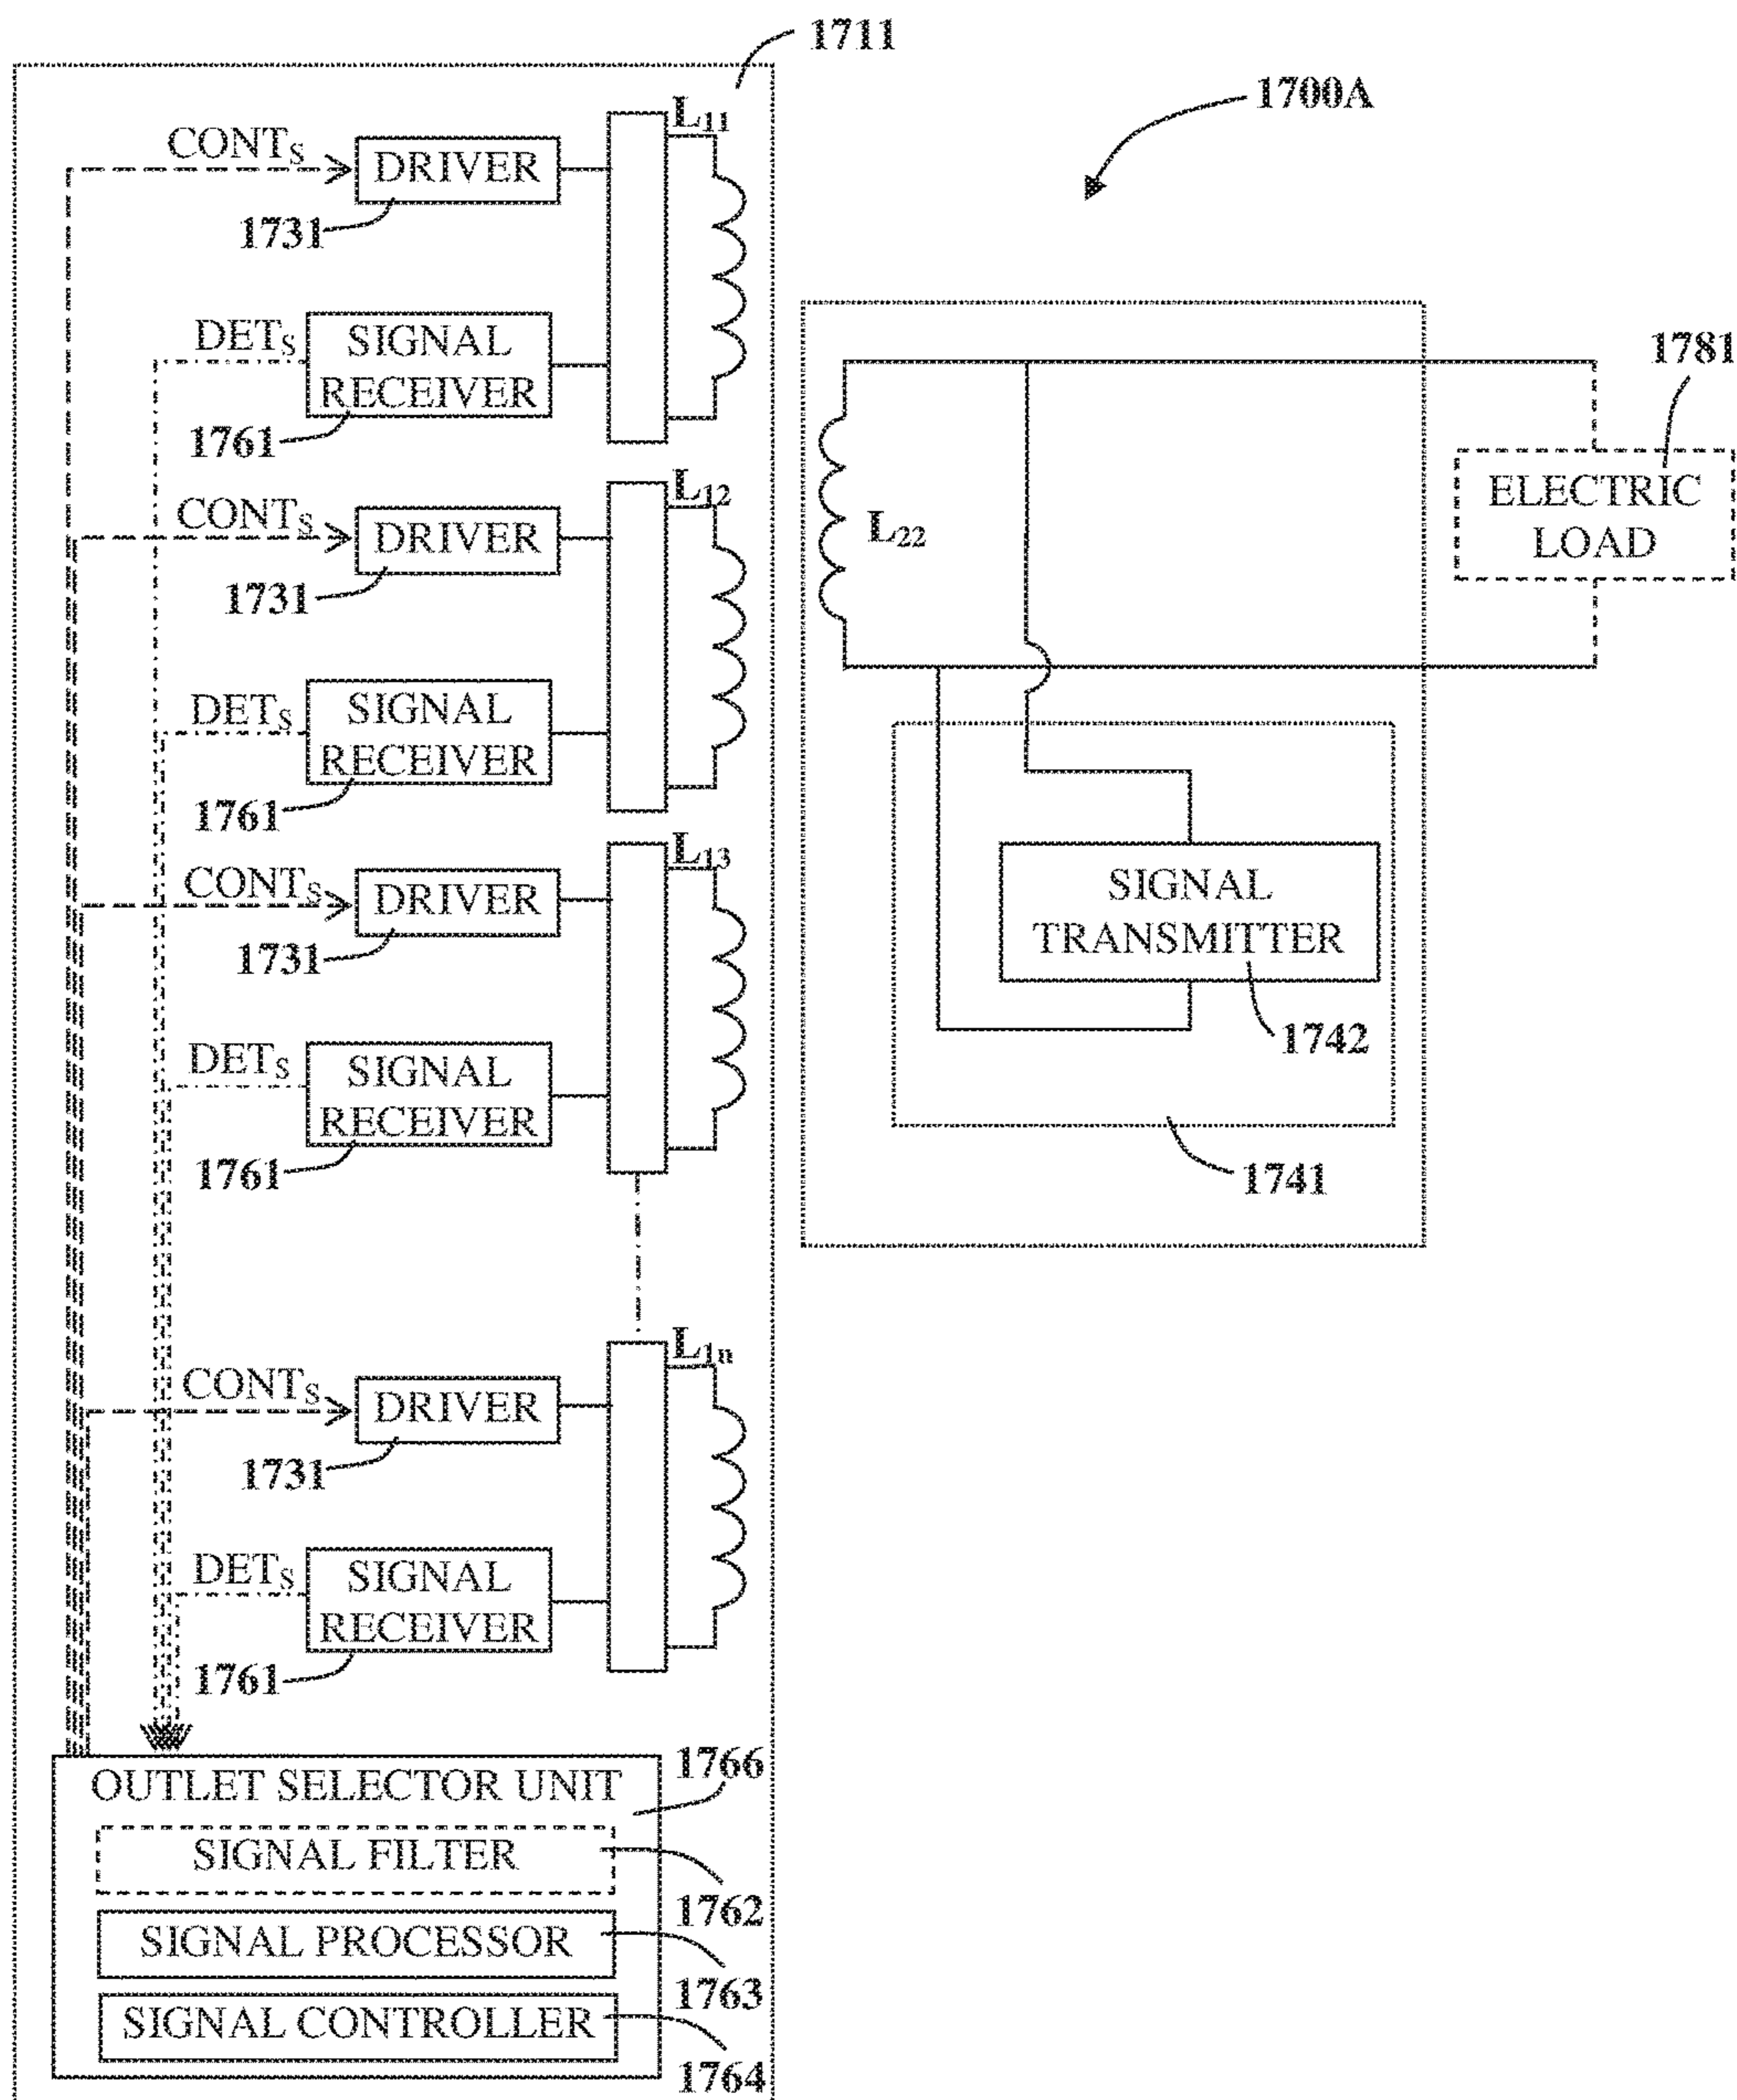 1711
1700A
L11
CONTS
DRIVER
1731
DETS
SIGNAL
RECEIVER
1761
L12
CONTS
DRIVER
1731
DETS
SIGNAL
RECEIVER
1761
L13
CONTS
DRIVER
1731
DETS
SIGNAL
RECEIVER
1761
L1n
CONTS
DRIVER
1731
DETS
SIGNAL
RECEIVER
1761
1766
OUTLET SELECTOR UNIT
SIGNAL FILTER
1762
SIGNAL PROCESSOR
1763
SIGNAL CONTROLLER
1764
L22
1781
ELECTRIC
LOAD
SIGNAL
TRANSMITTER
1742
1741